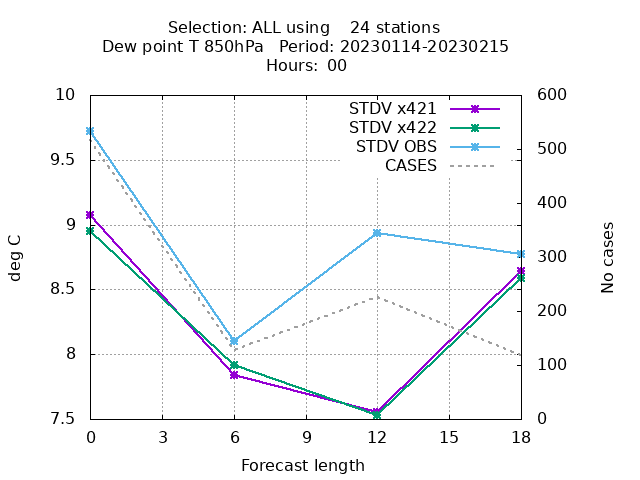 Selection: ALL using 24 stations
Dew point T 850hPa Period: 20230114-20230215
Hours: 00
STDV x421
STDV x422
STDV OBS
CASES
10
9.5
9
8.5
8
7.5
600
500
400
300
200
100
0
deg C
No cases
0 3 6 9 12 15 18
Forecast length